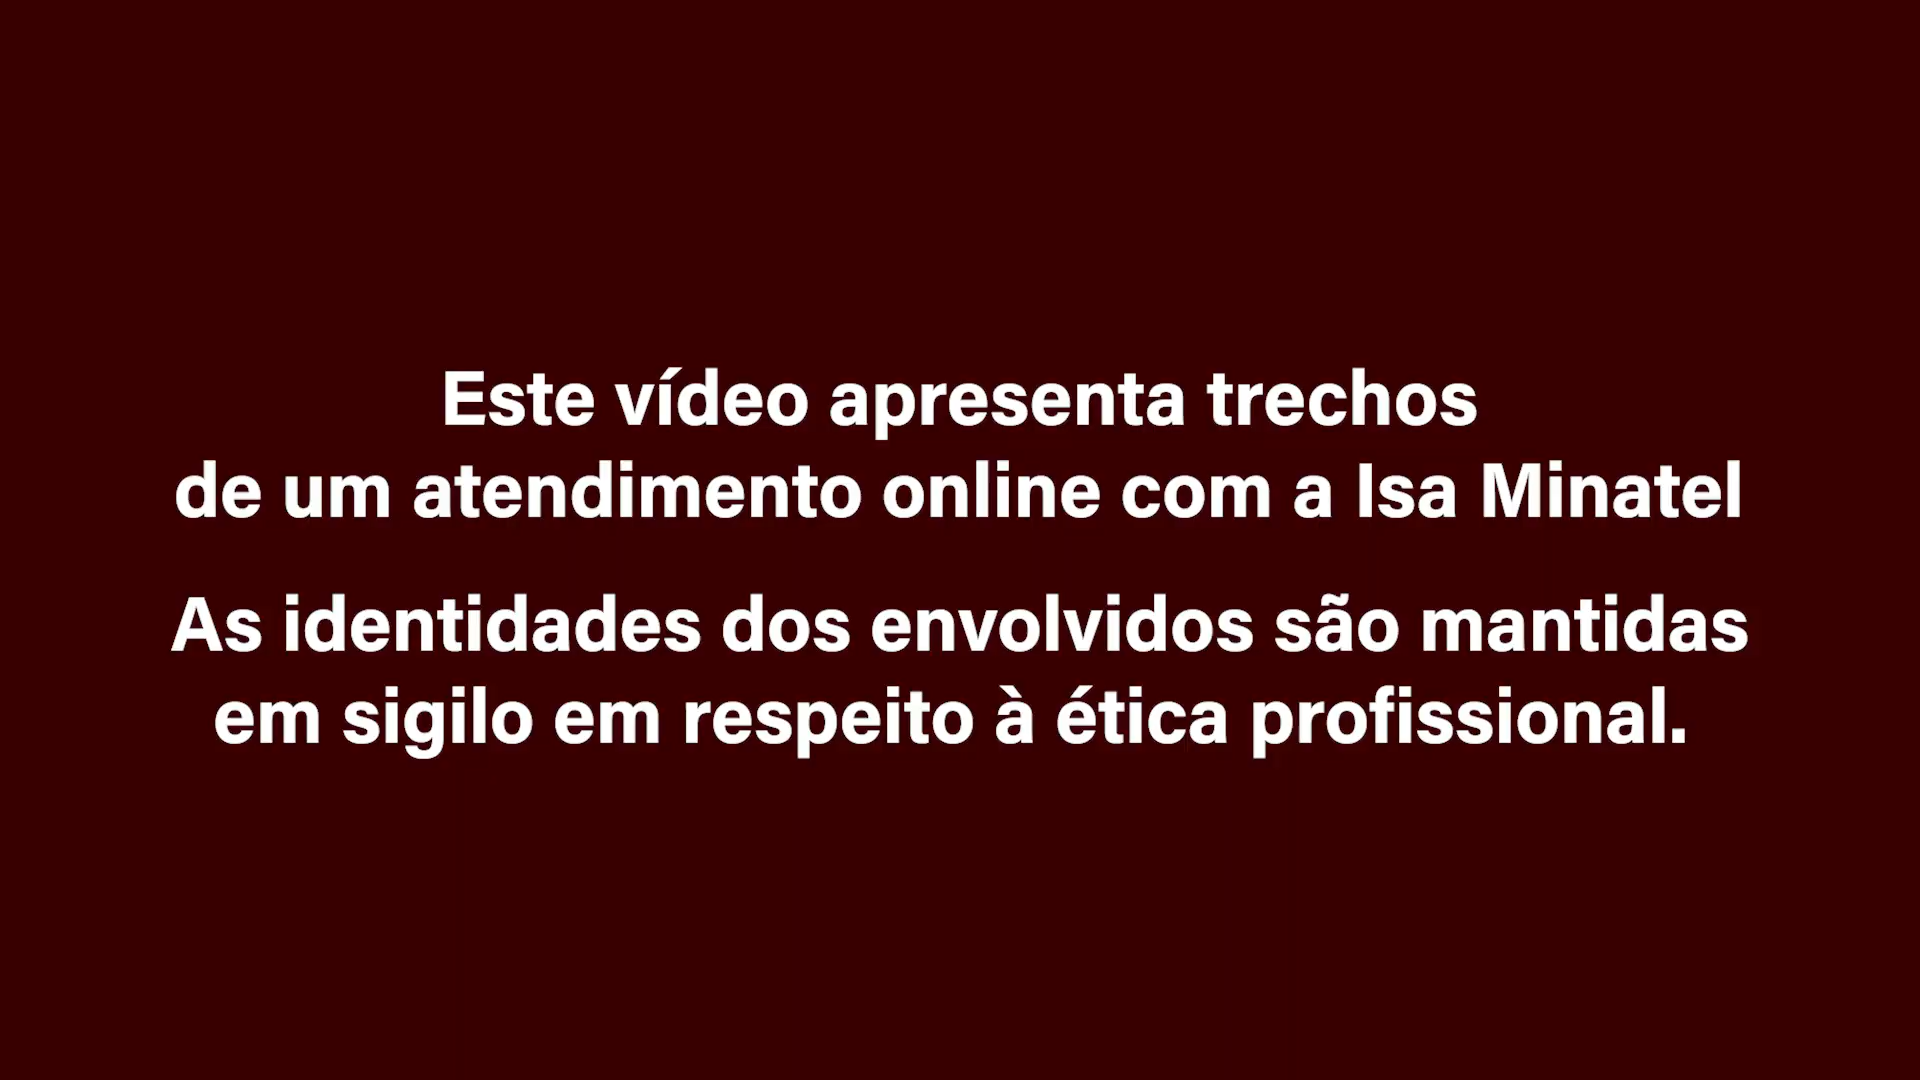 Este vídeo apresenta trechos
de um atendimento online com a Isa Minatel
As identidades dos envolvidos são mantidas
em sigilo em respeito à ética profissional.